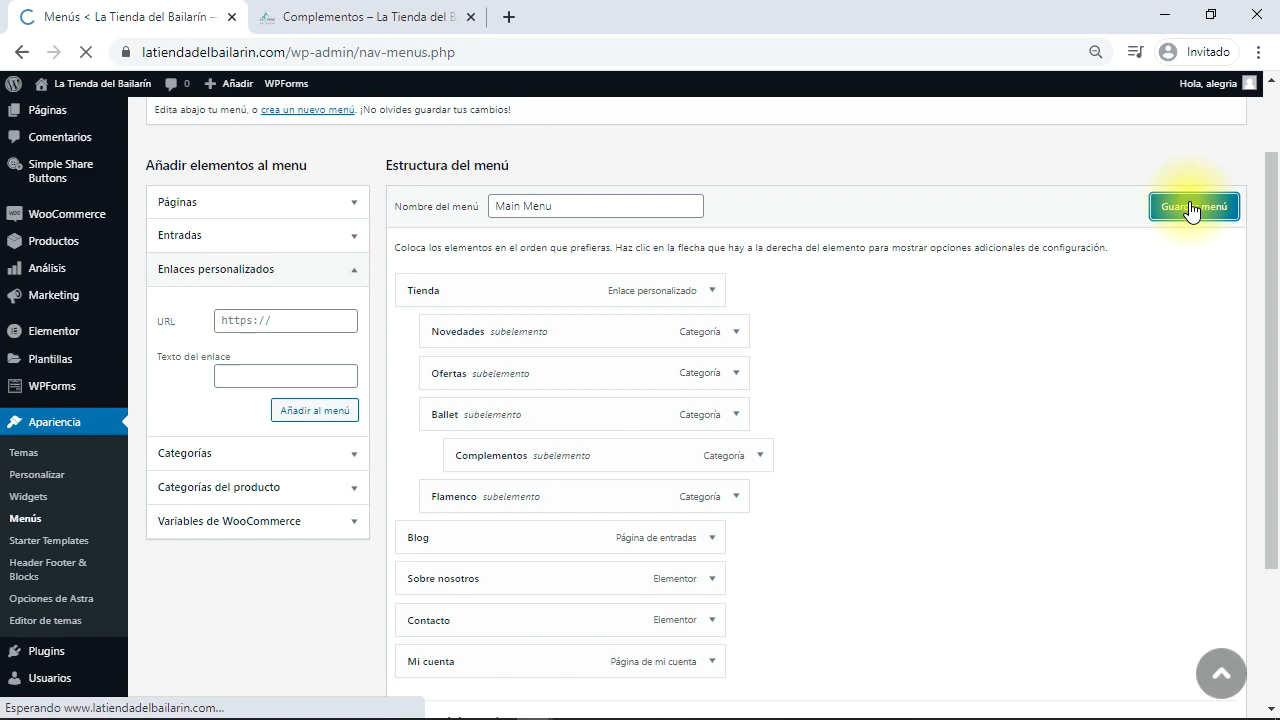 Menús < La Tienda del Bailarín –
Complementos – La Tienda del B
latiendadelbailarin.com/wp-admin/nav-menus.php
Invitado
La Tienda del Bailarín
0
Añadir
WPForms
Hola, alegria
Páginas
Comentarios
Simple Share
Buttons
WooCommerce
Productos
Análisis
Marketing
Elementor
Plantillas
WPForms
Apariencia
Temas
Personalizar
Widgets
Menús
Starter Templates
Header Footer &
Blocks
Opciones de Astra
Editor de temas
Plugins
Usuarios
Edita abajo tu menú, o crea un nuevo menú. ¡No olvides guardar tus cambios!
Añadir elementos al menu
Páginas
Entradas
Enlaces personalizados
URL
https://
Texto del enlace
Añadir al menú
Categorías
Categorías del producto
Variables de WooCommerce
Estructura del menú
Nombre del menú
Main Menu
Guardar menú
Coloca los elementos en el orden que prefieras. Haz clic en la flecha que hay a la derecha del elemento para mostrar opciones adicionales de configuración.
Tienda Enlace personalizado
Novedades subelemento Categoría
Ofertas subelemento Categoría
Ballet subelemento Categoría
Complementos subelemento Categoría
Flamenco subelemento Categoría
Blog Página de entradas
Sobre nosotros Elementor
Contacto Elementor
Mi cuenta Página de mi cuenta
Esperando www.latiendadelbailarin.com...